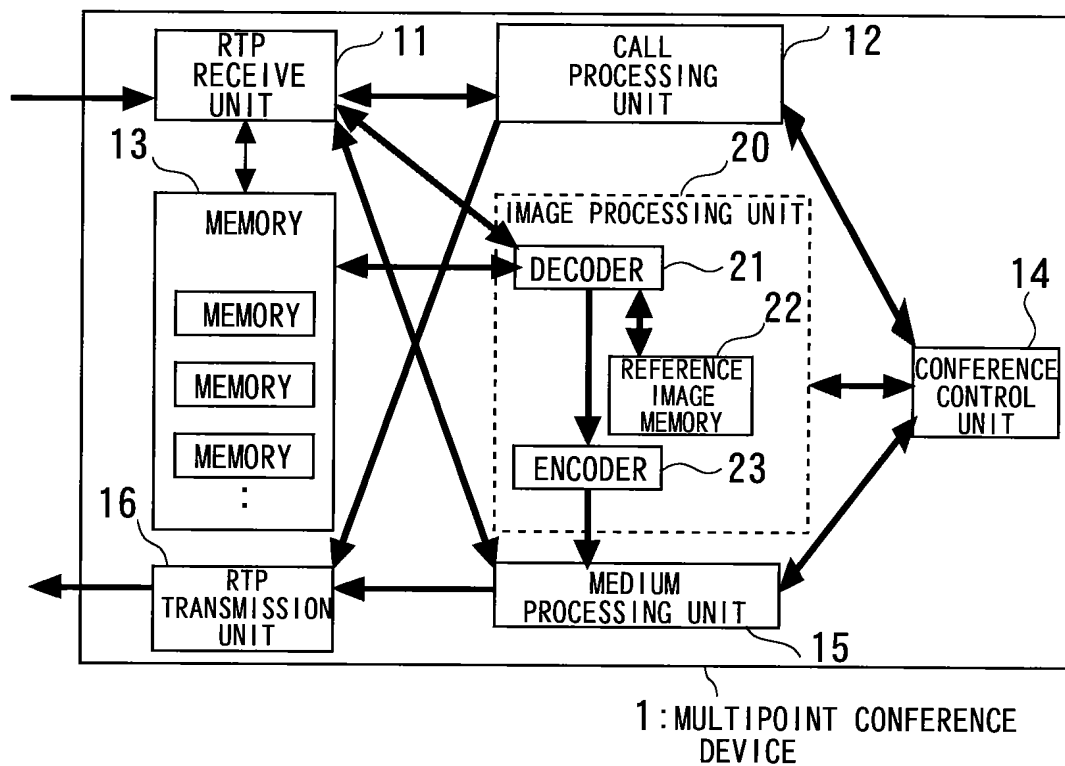 RTP
RECEIVE
UNIT
11
CALL
PROCESSING
UNIT
12
13
MEMORY
MEMORY
MEMORY
MEMORY
:
20
IMAGE PROCESSING UNIT
DECODER
21
22
REFERENCE
IMAGE
MEMORY
ENCODER
23
14
CONFERENCE
CONTROL
UNIT
16
RTP
TRANSMISSION
UNIT
MEDIUM
PROCESSING UNIT
15
1:MULTIPOINT CONFERENCE
DEVICE